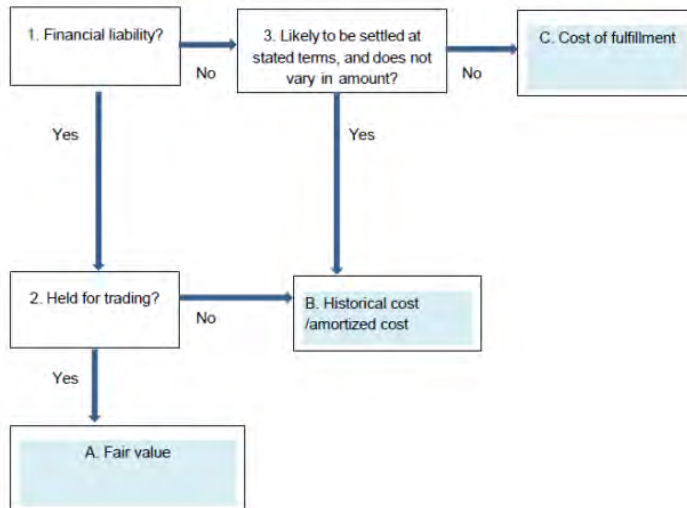 1. Financial liability?
No
3. Likely to be settled at
stated terms, and does not
vary in amount?
No
C. Cost of fulfillment
Yes
Yes
2. Held for trading?
No
B. Historical cost
/amortized cost
Yes
A. Fair value